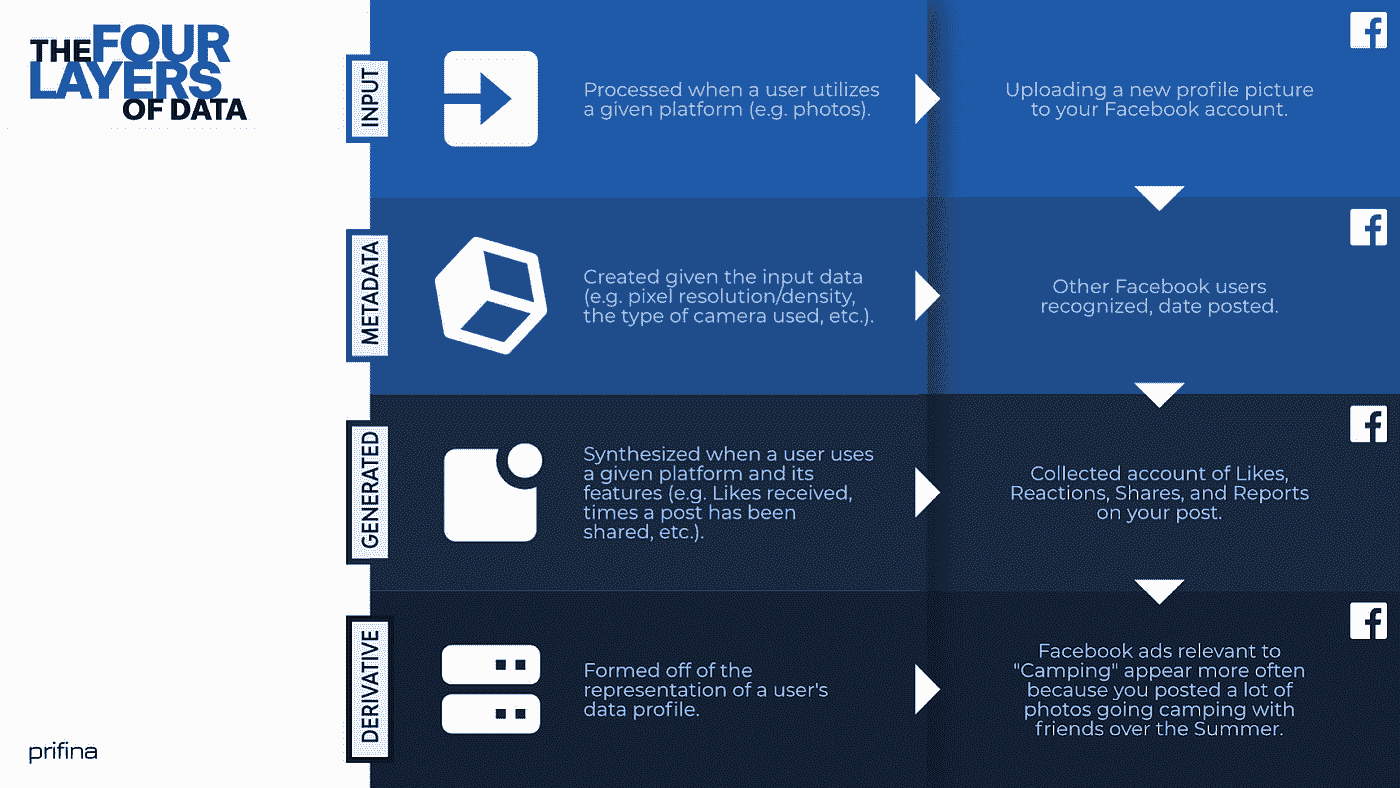 THE FOUR
LAYERS
OF DATA
INPUT
Processed when a user utilizes
a given platform (e.g. photos).
Uploading a new profile picture
to your Facebook account.
METADATA
Created given the input data
(e.g. pixel resolution/density,
the type of camera used, etc.).
Other Facebook users
recognized, date posted.
GENERATED
Synthesized when a user uses
a given platform and its
features (e.g. Likes received,
times a post has been
shared, etc.).
Collected account of Likes,
Reactions, Shares, and Reports
on your post.
DERIVATIVE
Formed off of the
representation of a user's
data profile.
Facebook ads relevant to
"Camping" appear more often
because you posted a lot of
photos going camping with
friends over the Summer.
prifina